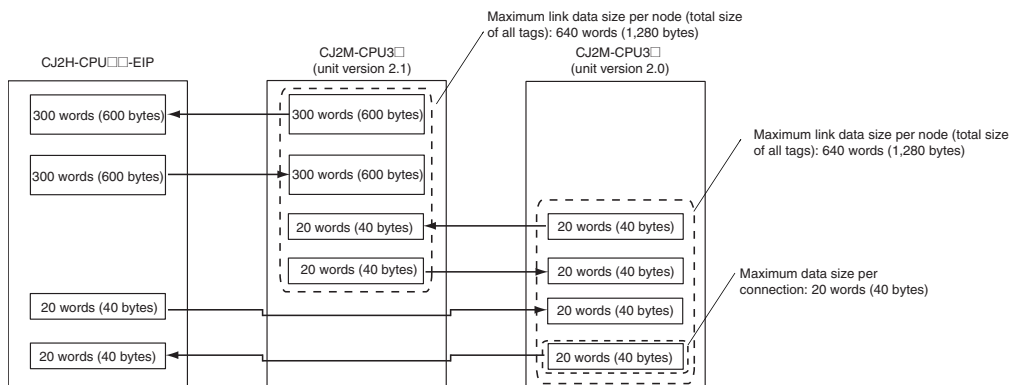 Maximum link data size per node (total size
of all tags): 640 words (1,280 bytes)
CJ2H-CPU□□-EIP
CJ2M-CPU3□
(unit version 2.1)
CJ2M-CPU3□
(unit version 2.0)
300 words (600 bytes)
300 words (600 bytes)
Maximum link data size per node (total size
of all tags): 640 words (1,280 bytes)
300 words (600 bytes)
300 words (600 bytes)
20 words (40 bytes)
20 words (40 bytes)
20 words (40 bytes)
20 words (40 bytes)
Maximum data size per
connection: 20 words (40 bytes)
20 words (40 bytes)
20 words (40 bytes)
20 words (40 bytes)
20 words (40 bytes)